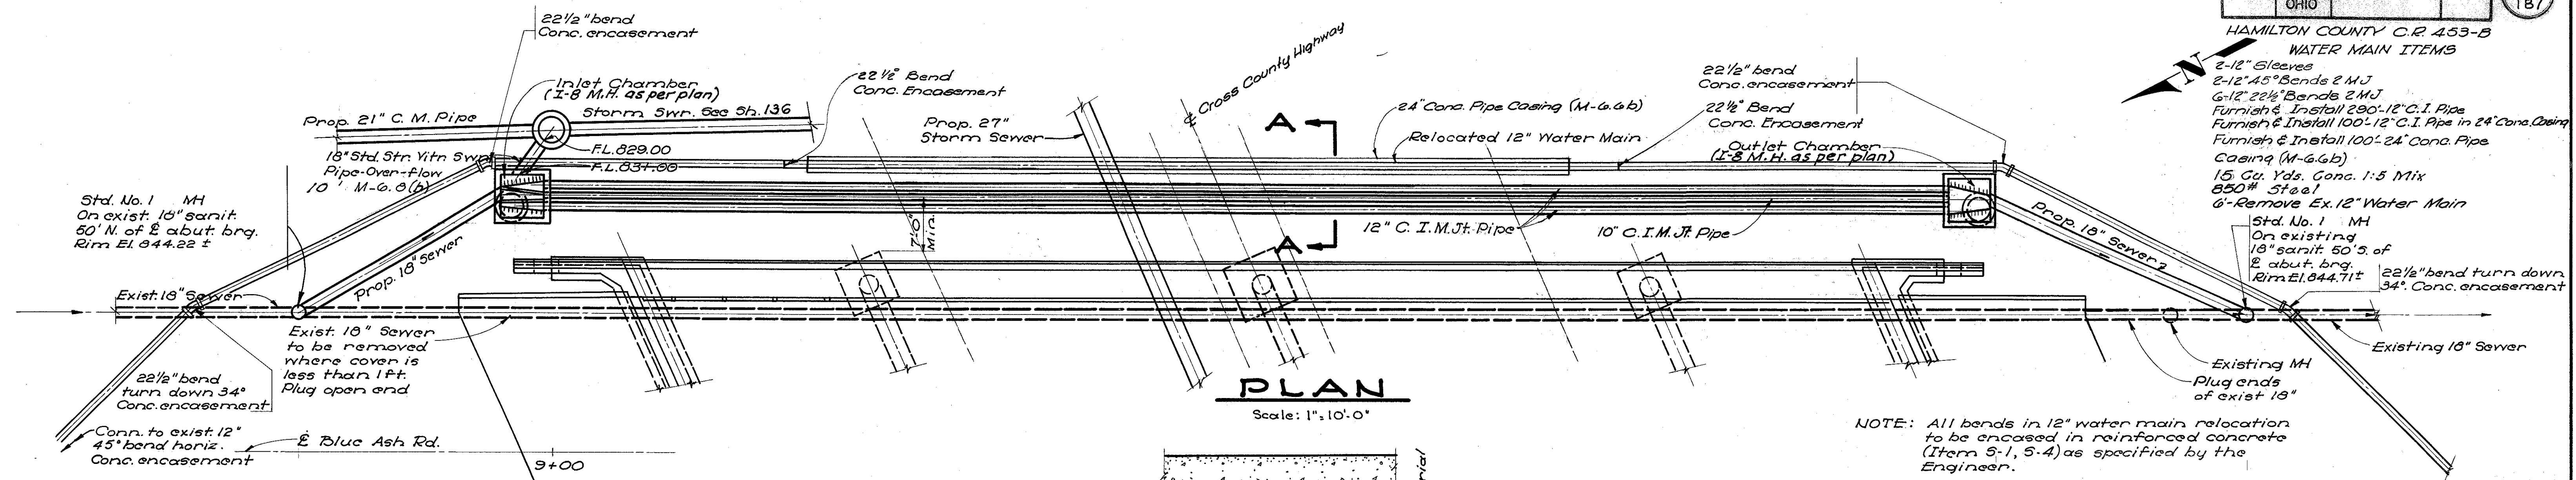 OHIO
187
HAMILTON COUNTY C.R. 453-B
WATER MAIN ITEMS
2-12" Sleeves
2-12" 45° Bends 2 MJ
6-12" 22½° Bends 2 MJ
Furnish & Install 290'-12" C.I. Pipe
Furnish & Install 100'-12" C.I. Pipe in 24" Conc. Casing
Furnish & Install 100'-24" Conc. Pipe
Casing (M-6.6b)
15 Cu. Yds. Conc. 1:5 Mix
850# Steel
6'-Remove Ex. 12" Water Main
N
22½" bend
Conc. encasement
Inlet Chamber
(I-8 M.H. as per plan)
Prop. 21" C. M. Pipe
Storm Swr. See Sh. 136
22½° Bend
Conc. Encasement
Prop. 27"
Storm Sewer
℄ Cross County Highway
A
24" Conc. Pipe Casing (M-6.6b)
Relocated 12" Water Main
22½" bend
Conc. encasement
22½° Bend
Conc. Encasement
Outlet Chamber
(I-8 M.H. as per plan)
18" Std. Str. Vitr. Swr.
Pipe-Over-flow
10' M-6.8(b)
F.L. 829.00
F.L. 831.00
Std. No. 1 MH
On exist. 18" sanit.
50' N. of ℄ abut. brg.
Rim El. 844.22 ±
Prop. 18" Sewer
7'-0"
Min.
A
12" C. I. M. Jt. Pipe
10" C. I. M. Jt. Pipe
Prop. 18" Sewer
Std. No. 1 MH
On existing
18" sanit. 50' S. of
℄ abut. brg.
Rim El. 844.71 ±
22½" bend turn down
34°. Conc. encasement
Exist. 18" Sewer
Exist. 18" Sewer
to be removed
where cover is
less than 1 ft.
Plug open end
22½" bend
turn down 34°
Conc. encasement
Conn. to exist. 12"
45° bend horiz.
Conc. encasement
℄ Blue Ash Rd.
9+00
PLAN
Scale: 1"=10'-0"
Existing 18" Sewer
Existing MH
Plug ends
of exist 18"
NOTE: All bends in 12" water main relocation
to be encased in reinforced concrete
(Item S-1, S-4) as specified by the
Engineer.